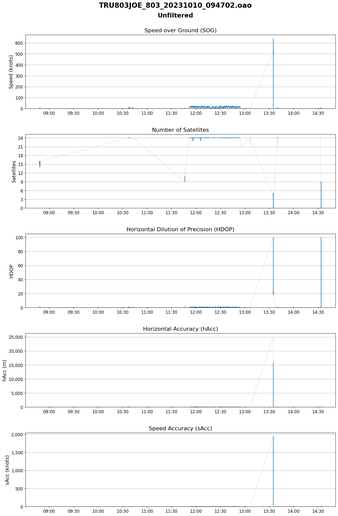 TRU803JOE_803_20231010_094702.oao
Unfiltered
Speed over Ground (SOG)
Speed (knots)
600
500
400
300
200
100
0
09:00 09:30 10:00 10:30 11:00 11:30 12:00 12:30 13:00 13:30 14:00 14:30
Number of Satellites
Satellites
24
21
18
15
12
9
6
3
0
09:00 09:30 10:00 10:30 11:00 11:30 12:00 12:30 13:00 13:30 14:00 14:30
Horizontal Dilution of Precision (HDOP)
HDOP
100
80
60
40
20
0
09:00 09:30 10:00 10:30 11:00 11:30 12:00 12:30 13:00 13:30 14:00 14:30
Horizontal Accuracy (hAcc)
hAcc (m)
25,000
20,000
15,000
10,000
5,000
0
09:00 09:30 10:00 10:30 11:00 11:30 12:00 12:30 13:00 13:30 14:00 14:30
Speed Accuracy (sAcc)
sAcc (knots)
2,000
1,500
1,000
500
0
09:00 09:30 10:00 10:30 11:00 11:30 12:00 12:30 13:00 13:30 14:00 14:30